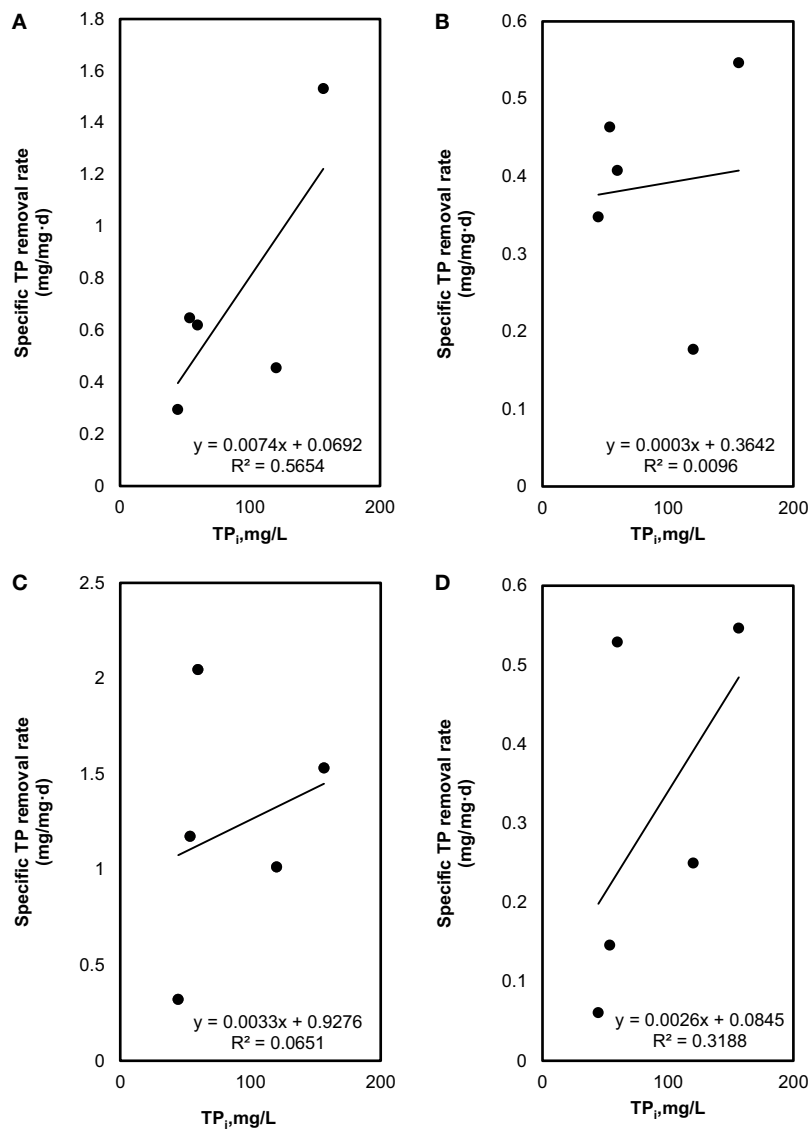 A
Specific TP removal rate
(mg/mg·d)
1.8
1.6
1.4
1.2
1
0.8
0.6
0.4
0.2
0
y = 0.0074x + 0.0692
R² = 0.5654
0
100
200
TPᵢ,mg/L
B
Specific TP removal rate
(mg/mg·d)
0.6
0.5
0.4
0.3
0.2
0.1
0
y = 0.0003x + 0.3642
R² = 0.0096
0
100
200
TPᵢ,mg/L
C
Specific TP removal rate
(mg/mg·d)
2.5
2
1.5
1
0.5
0
y = 0.0033x + 0.9276
R² = 0.0651
0
100
200
TPᵢ,mg/L
D
Specific TP removal rate
(mg/mg·d)
0.6
0.5
0.4
0.3
0.2
0.1
0
y = 0.0026x + 0.0845
R² = 0.3188
0
100
200
TPᵢ,mg/L